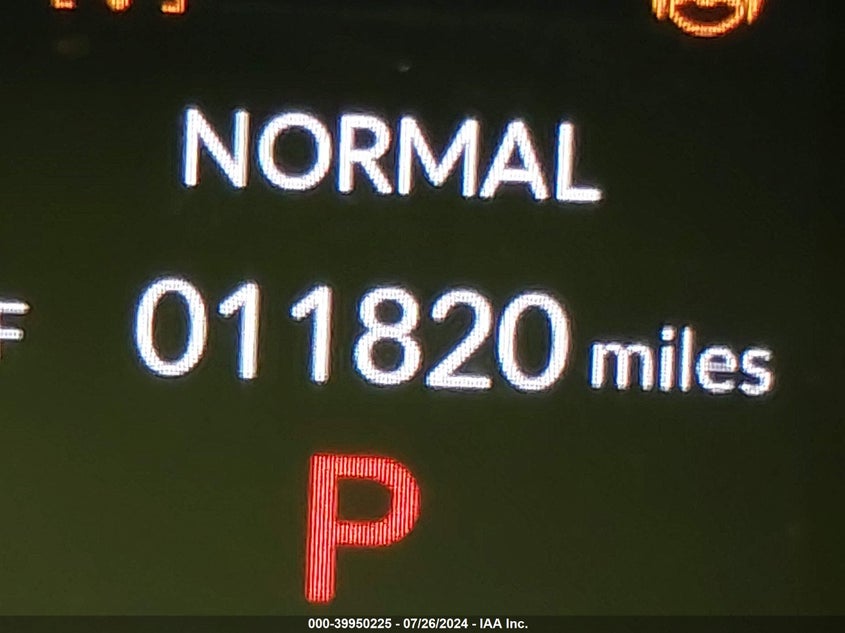 NORMAL
F
011820 miles
P
000-39950225 - 07/26/2024 - IAA Inc.